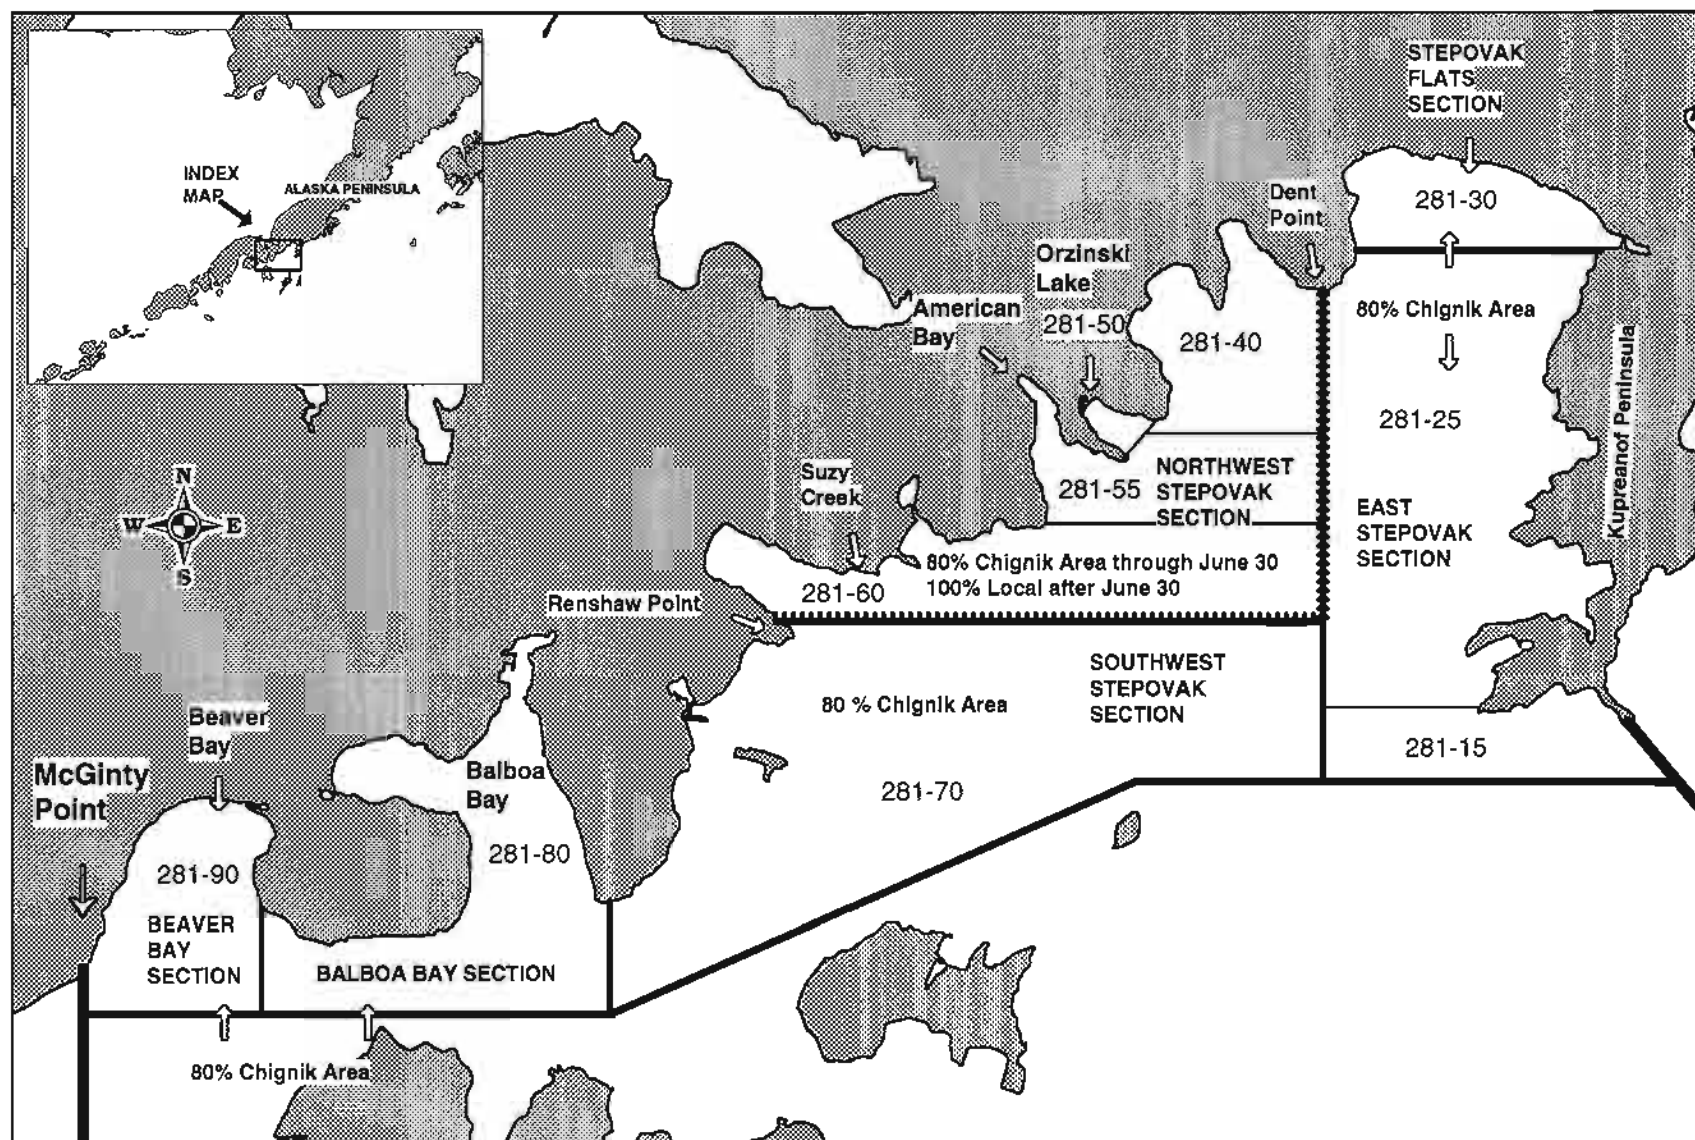 INDEX
MAP
ALASKA PENINSULA
STEPOVAK
FLATS
SECTION
281-30
Dent
Point
Orzinski
Lake
281-50
American
Bay
281-40
80% Chignik Area
281-25
Kupreanof Peninsula
N
W E
S
Suzy
Creek
281-55
NORTHWEST
STEPOVAK
SECTION
EAST
STEPOVAK
SECTION
80% Chignik Area through June 30
100% Local after June 30
281-60
Renshaw Point
SOUTHWEST
STEPOVAK
SECTION
80 % Chignik Area
281-15
281-70
Beaver
Bay
McGinty
Point
Balboa
Bay
281-80
281-90
BEAVER
BAY
SECTION
BALBOA BAY SECTION
80% Chignik Area